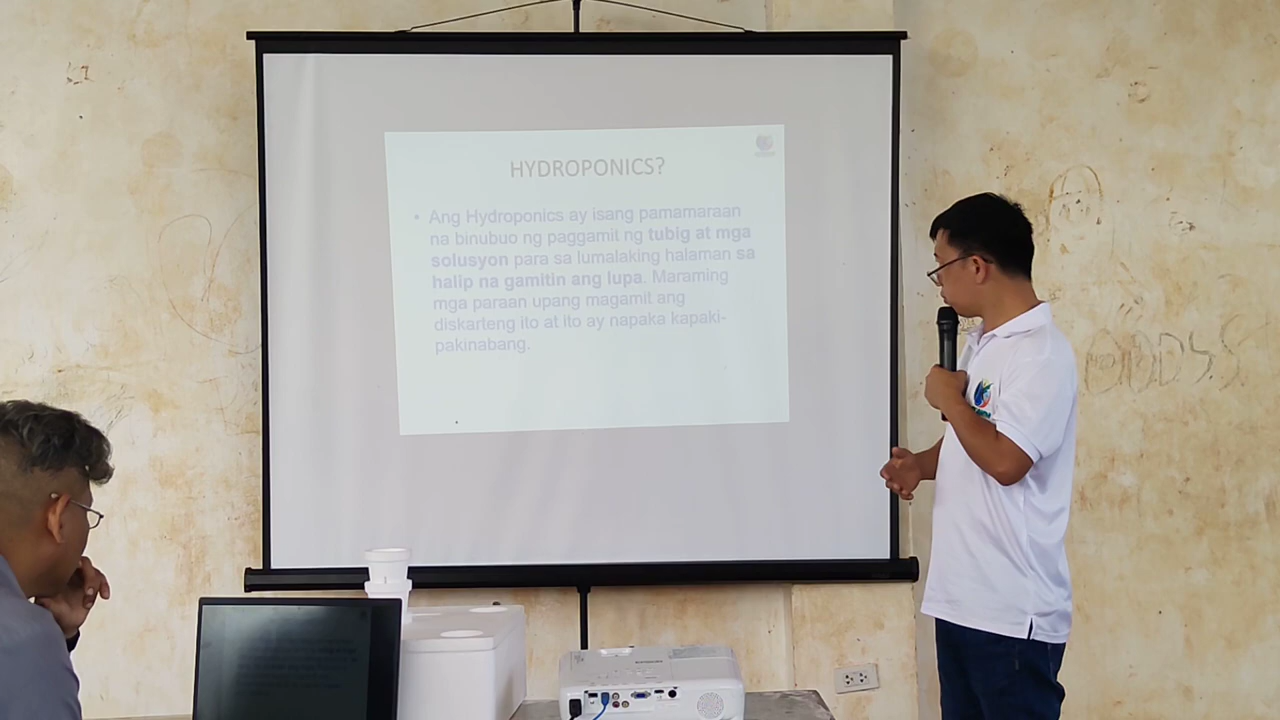 HYDROPONICS?
• Ang Hydroponics ay isang pamamaraan
na binubuo ng paggamit ng tubig at mga
solusyon para sa lumalaking halaman sa
halip na gamitin ang lupa. Maraming
mga paraan upang magamit ang
diskarteng ito at ito ay napaka kapaki-
pakinabang.